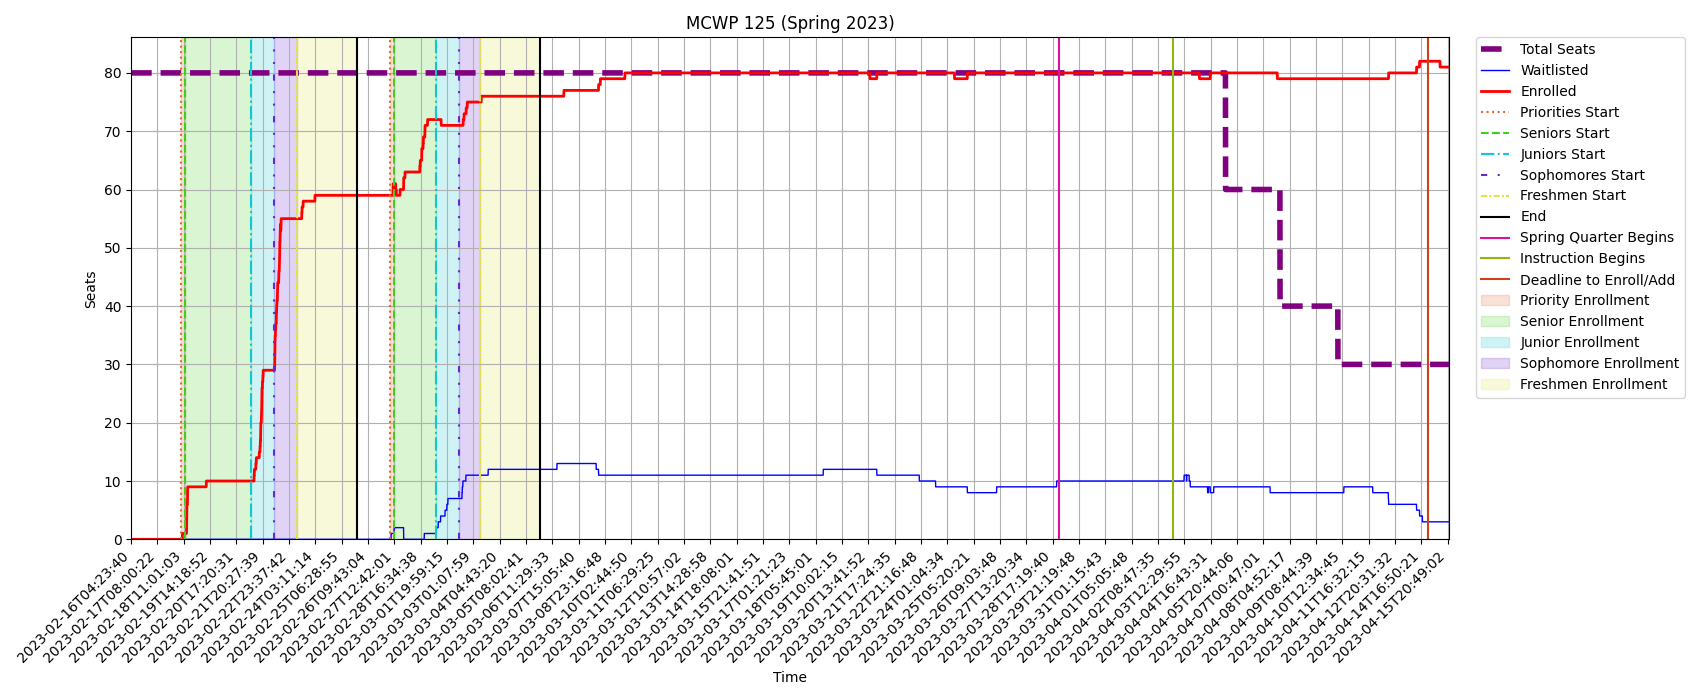 MCWP 125 (Spring 2023)
Seats
80
70
60
50
40
30
20
10
0
2023-02-16T04:23:40
2023-02-17T08:00:22
2023-02-18T11:01:03
2023-02-19T14:18:52
2023-02-20T17:20:31
2023-02-21T20:27:39
2023-02-22T23:37:42
2023-02-24T03:11:14
2023-02-25T06:28:55
2023-02-26T09:43:04
2023-02-27T12:42:01
2023-02-28T16:34:38
2023-03-01T19:59:15
2023-03-03T01:07:59
2023-03-04T04:43:20
2023-03-05T08:02:41
2023-03-06T11:29:33
2023-03-07T15:05:40
2023-03-08T23:16:48
2023-03-10T02:44:50
2023-03-11T06:29:25
2023-03-12T10:57:02
2023-03-13T14:28:58
2023-03-14T18:08:01
2023-03-15T21:41:51
2023-03-17T01:21:23
2023-03-18T05:45:01
2023-03-19T10:02:15
2023-03-20T13:41:52
2023-03-21T17:24:35
2023-03-22T21:16:48
2023-03-24T01:04:34
2023-03-25T05:20:21
2023-03-26T09:03:48
2023-03-27T13:20:34
2023-03-28T17:19:40
2023-03-29T21:19:48
2023-03-31T01:15:43
2023-04-01T05:05:48
2023-04-02T08:47:35
2023-04-03T12:29:55
2023-04-04T16:43:31
2023-04-05T20:44:06
2023-04-07T00:47:01
2023-04-08T04:52:17
2023-04-09T08:44:39
2023-04-10T12:34:45
2023-04-11T16:32:15
2023-04-12T20:31:32
2023-04-14T16:50:21
2023-04-15T20:49:02
Time
Total Seats
Waitlisted
Enrolled
Priorities Start
Seniors Start
Juniors Start
Sophomores Start
Freshmen Start
End
Spring Quarter Begins
Instruction Begins
Deadline to Enroll/Add
Priority Enrollment
Senior Enrollment
Junior Enrollment
Sophomore Enrollment
Freshmen Enrollment